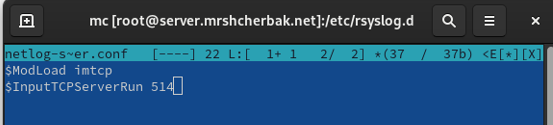 mc [root@server.mrshcherbak.net]:/etc/rsyslog.d
netlog-s~er.conf [----] 22 L:[ 1+ 1 2/ 2] *(37 / 37b) <E[*][X]
$ModLoad imtcp
$InputTCPServerRun 514